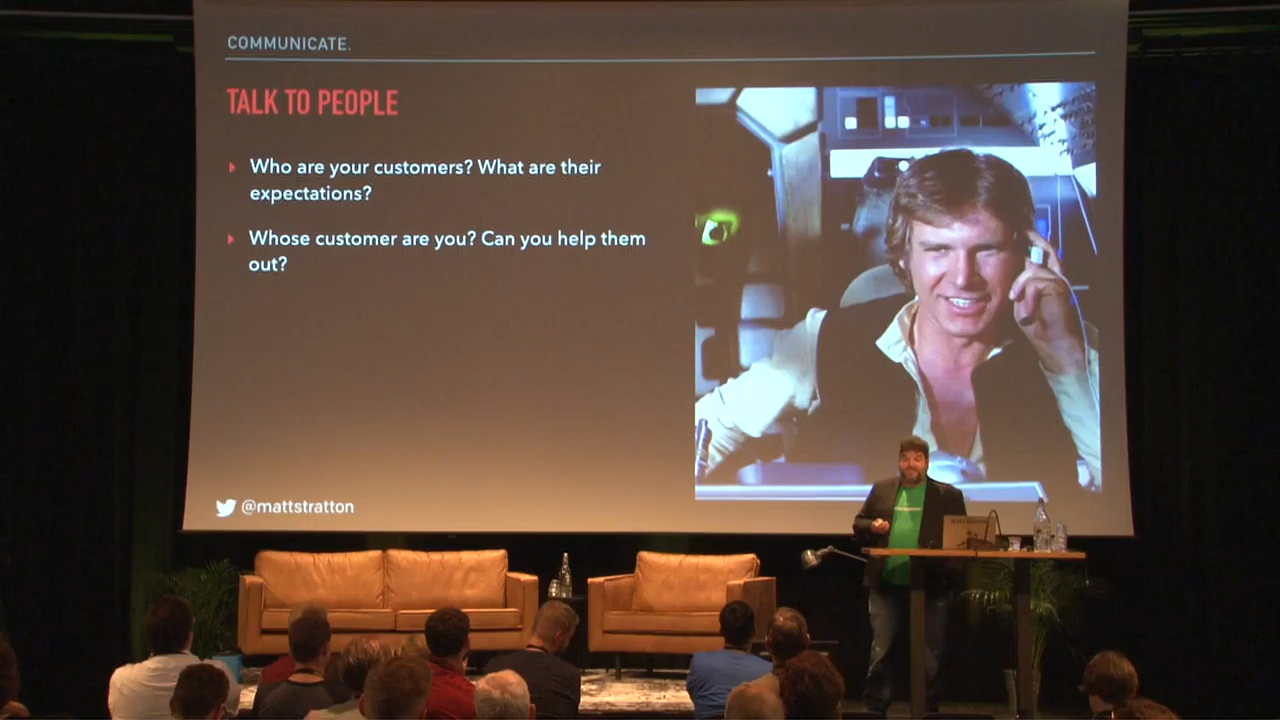 COMMUNICATE.
TALK TO PEOPLE
Who are your customers? What are their
expectations?
Whose customer are you? Can you help them
out?
@mattstratton